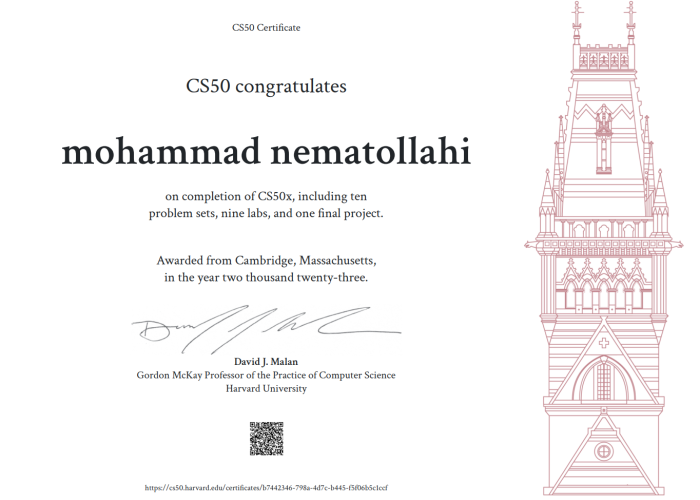 CS50 Certificate
CS50 congratulates
mohammad nematollahi
on completion of CS50x, including ten
problem sets, nine labs, and one final project.
Awarded from Cambridge, Massachusetts,
in the year two thousand twenty-three.
David J. Malan
Gordon McKay Professor of the Practice of Computer Science
Harvard University
https://cs50.harvard.edu/certificates/b7442346-798a-4d7c-b445-f5f06b5c1ccf